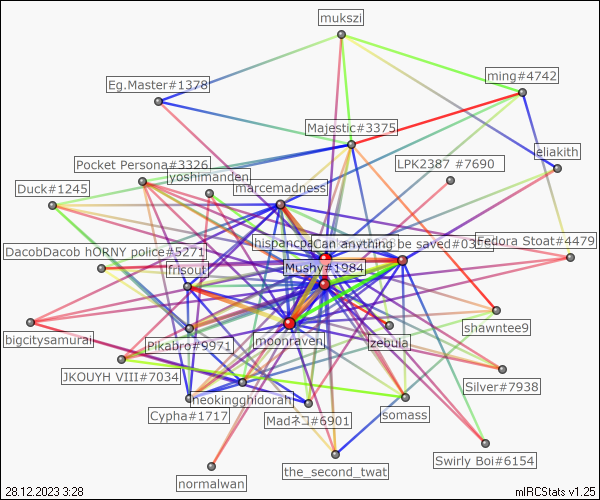 mukszi
ming#4742
Eg.Master#1378
Majestic#3375
eliakith
LPK2387 #7690
Pocket Persona#3326
yoshimanden
Duck#1245
marcemadness
hispancpa
Can anything be saved#03
Fedora Stoat#4479
DacobDacob hORNY police#5271
frisout
Mushy#1984
bigcitysamurai
Pikabro#9971
moonraven
zebula
shawntee9
JKOUYH VIII#7034
Silver#7938
neokingghidorah
Cypha#1717
Madネコ#6901
somass
Swirly Boi#6154
the_second_twat
normalwan
28.12.2023 3:28
mIRCStats v1.25